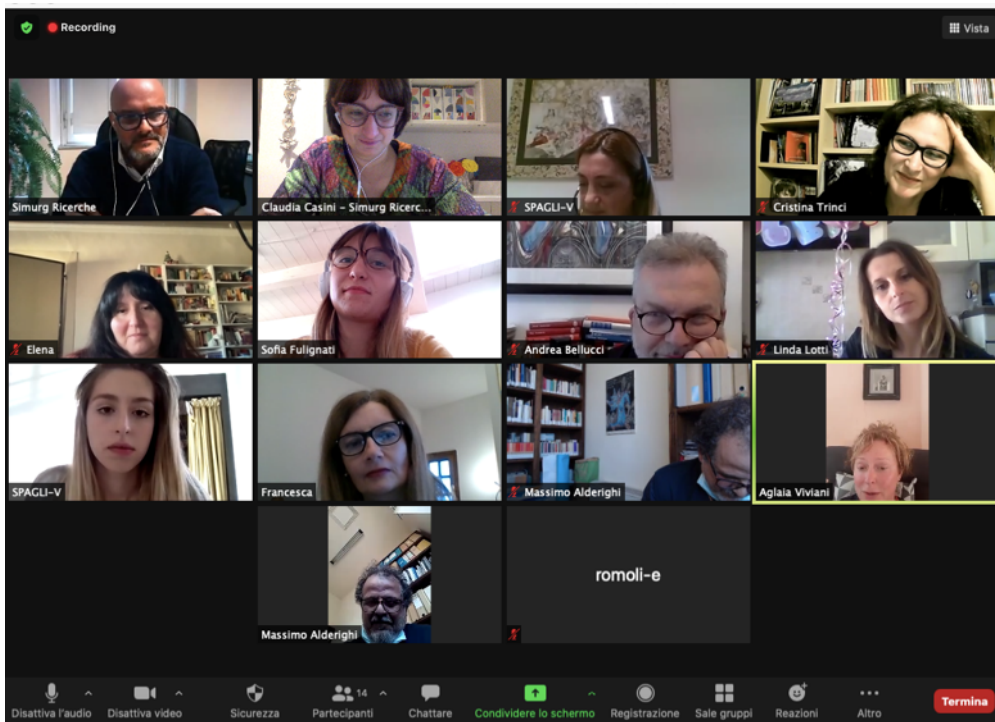 Recording
Vista
Simurg Ricerche
Claudia Casini - Simurg Ricerc...
SPAGLI-V
Cristina Trinci
Elena
Sofia Fulignati
Andrea Bellucci
Linda Lotti
SPAGLI-V
Francesca
Massimo Alderighi
Aglaia Viviani
Massimo Alderighi
romoli-e
Disattiva l'audio
Disattiva video
Sicurezza
14
Partecipanti
Chattare
Condividere lo schermo
Registrazione
Sale gruppi
Reazioni
Altro
Termina